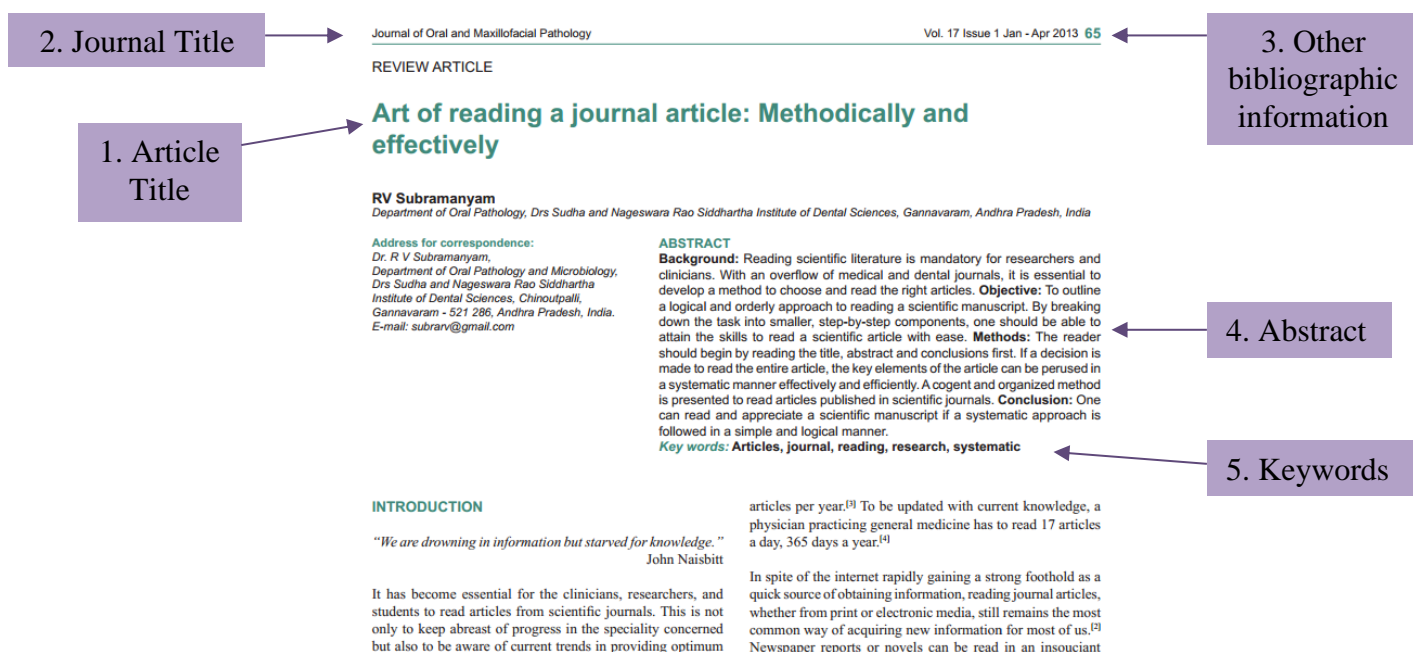 2. Journal Title
Journal of Oral and Maxillofacial Pathology
Vol. 17 Issue 1 Jan - Apr 2013 65
3. Other
bibliographic
information
REVIEW ARTICLE
1. Article
Title
Art of reading a journal article: Methodically and
effectively
RV Subramanyam
Department of Oral Pathology, Drs Sudha and Nageswara Rao Siddhartha Institute of Dental Sciences, Gannavaram, Andhra Pradesh, India
Address for correspondence:
Dr. R V Subramanyam,
Department of Oral Pathology and Microbiology,
Drs Sudha and Nageswara Rao Siddhartha
Institute of Dental Sciences, Chinoutpalli,
Gannavaram - 521 286, Andhra Pradesh, India.
E-mail: subrarv@gmail.com
ABSTRACT
Background: Reading scientific literature is mandatory for researchers and
clinicians. With an overflow of medical and dental journals, it is essential to
develop a method to choose and read the right articles. Objective: To outline
a logical and orderly approach to reading a scientific manuscript. By breaking
down the task into smaller, step-by-step components, one should be able to
attain the skills to read a scientific article with ease. Methods: The reader
should begin by reading the title, abstract and conclusions first. If a decision is
made to read the entire article, the key elements of the article can be perused in
a systematic manner effectively and efficiently. A cogent and organized method
is presented to read articles published in scientific journals. Conclusion: One
can read and appreciate a scientific manuscript if a systematic approach is
followed in a simple and logical manner.
Key words: Articles, journal, reading, research, systematic
4. Abstract
5. Keywords
INTRODUCTION
“We are drowning in information but starved for knowledge.”
John Naisbitt
It has become essential for the clinicians, researchers, and
students to read articles from scientific journals. This is not
only to keep abreast of progress in the speciality concerned
but also to be aware of current trends in providing optimum
articles per year.[3] To be updated with current knowledge, a
physician practicing general medicine has to read 17 articles
a day, 365 days a year.[4]
In spite of the internet rapidly gaining a strong foothold as a
quick source of obtaining information, reading journal articles,
whether from print or electronic media, still remains the most
common way of acquiring new information for most of us.[2]
Newspaper reports or novels can be read in an insouciant